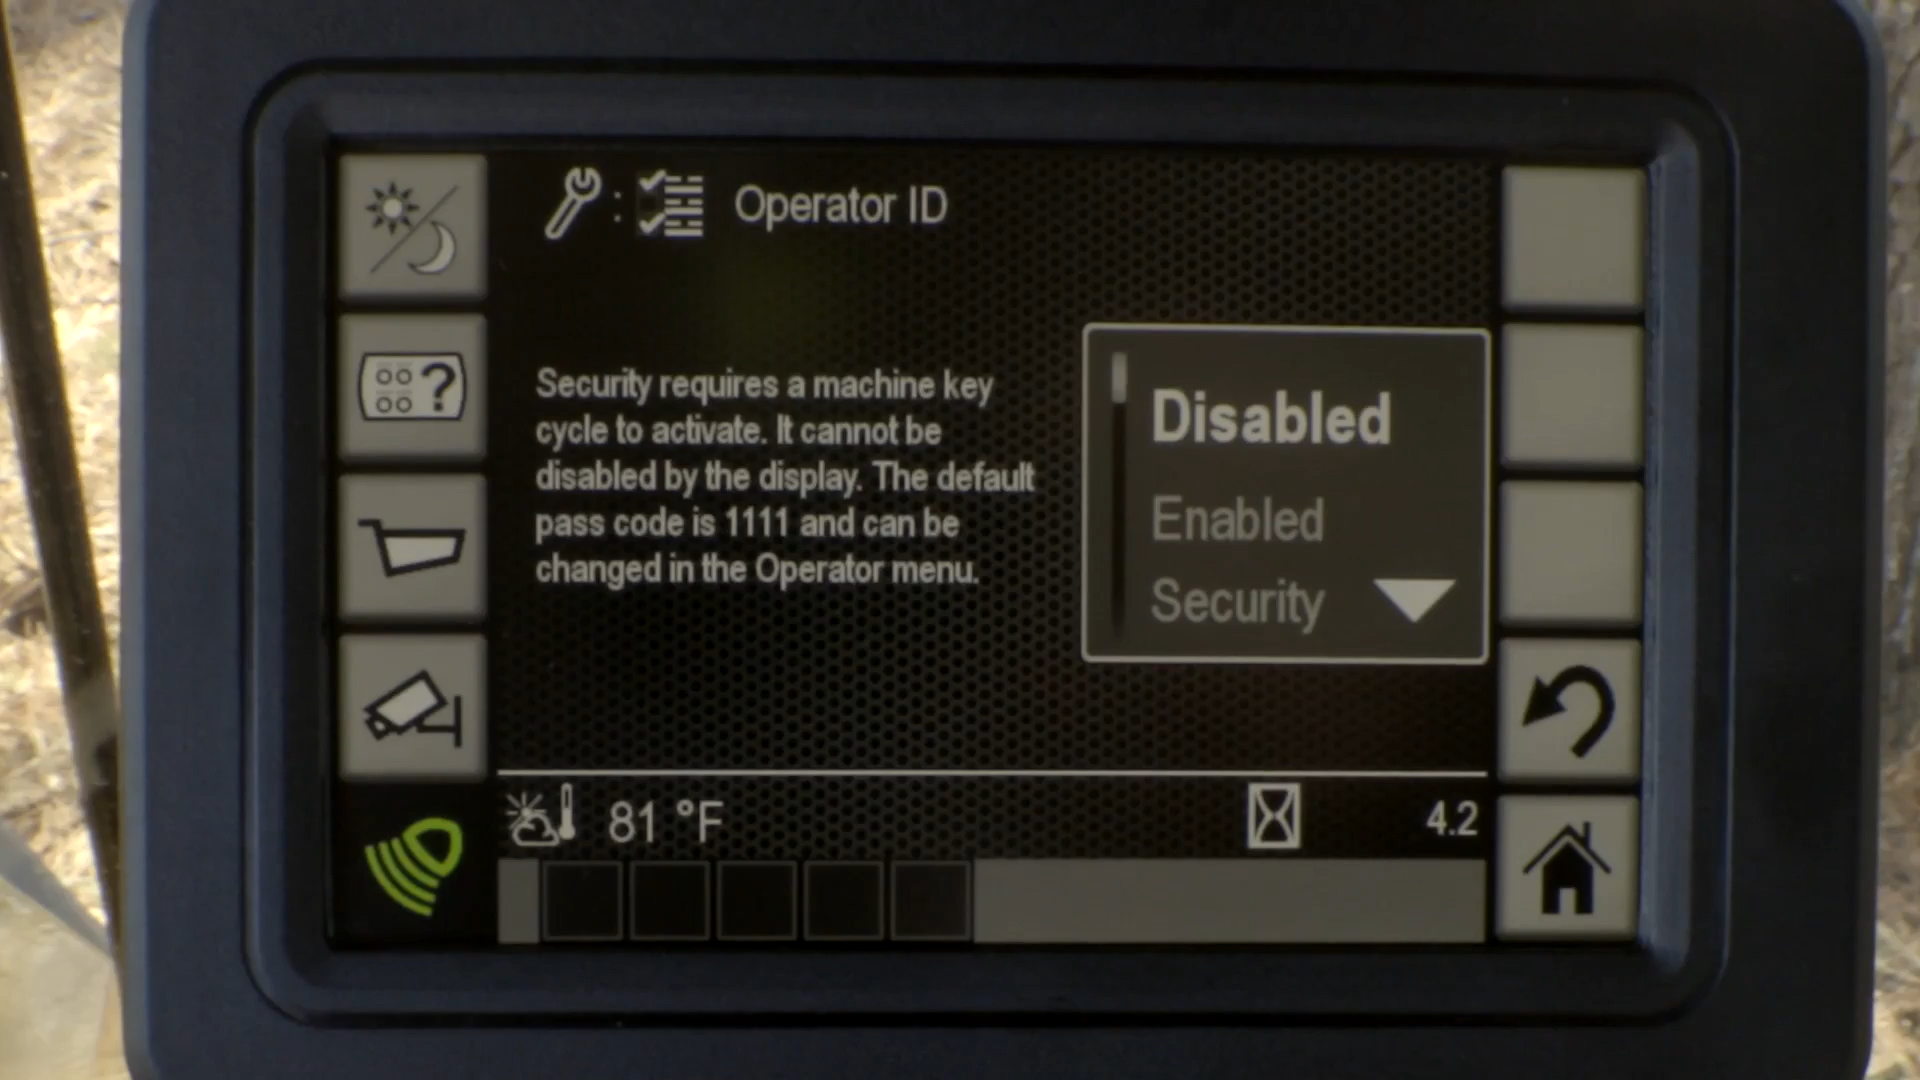 : Operator ID
Security requires a machine key
cycle to activate. It cannot be
disabled by the display. The default
pass code is 1111 and can be
changed in the Operator menu.
Disabled
Enabled
Security
?
81 °F
4.2